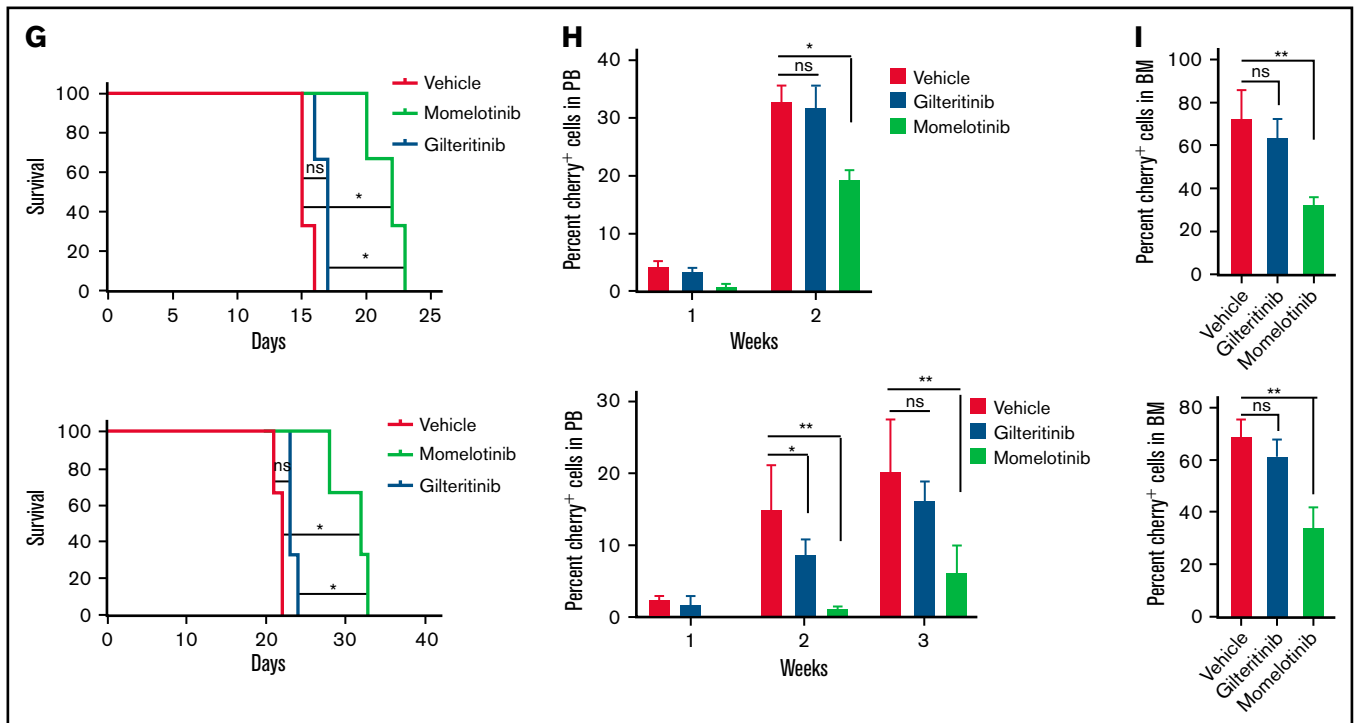 G
Survival
100
80
60
40
20
0
0 5 10 15 20 25
Days
Vehicle
Momelotinib
Gilteritinib
ns
*
*
H
Percent cherry+ cells in PB
40
30
20
10
0
1 2
Weeks
*
ns
Vehicle
Gilteritinib
Momelotinib
I
Percent cherry+ cells in BM
100
80
60
40
20
0
**
ns
Vehicle
Gilteritinib
Momelotinib
Survival
100
80
60
40
20
0
0 10 20 30 40
Days
Vehicle
Momelotinib
Gilteritinib
ns
*
*
Percent cherry+ cells in PB
30
20
10
0
1 2 3
Weeks
**
*
**
ns
Vehicle
Gilteritinib
Momelotinib
Percent cherry+ cells in BM
80
60
40
20
0
**
ns
Vehicle
Gilteritinib
Momelotinib